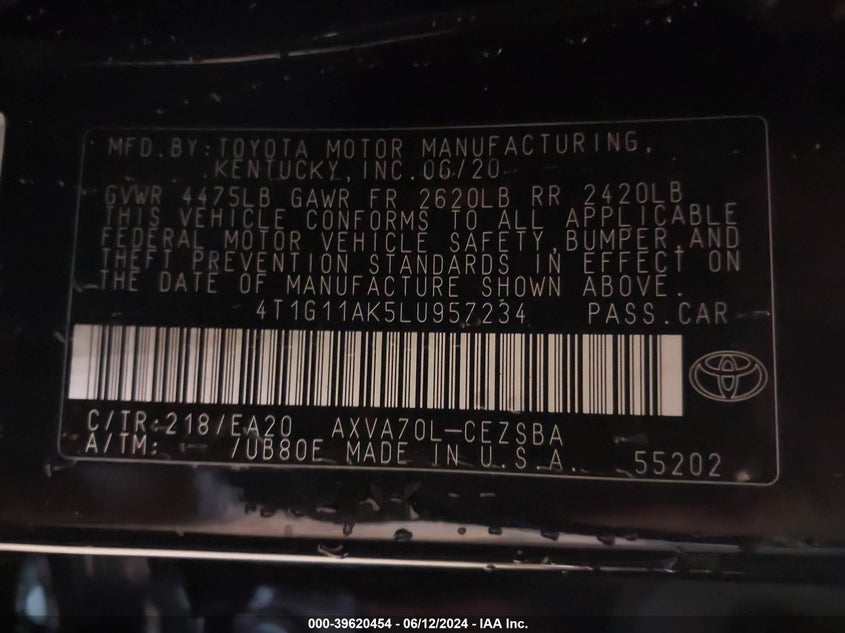 MFD.BY:TOYOTA MOTOR MANUFACTURING,
KENTUCKY,INC.06/20
GVWR 4475LB GAWR FR 2620LB RR 2420LB
THIS VEHICLE CONFORMS TO ALL APPLICABLE
FEDERAL MOTOR VEHICLE SAFETY,BUMPER,AND
THEFT PREVENTION STANDARDS IN EFFECT ON
THE DATE OF MANUFACTURE SHOWN ABOVE.
4T1G11AK5LU957234 PASS.CAR
C/TR:218/EA20 AXVA70L-CEZSBA
A/TM: /UB80E MADE IN U.S.A. 55202
000-39620454 - 06/12/2024 - IAA Inc.